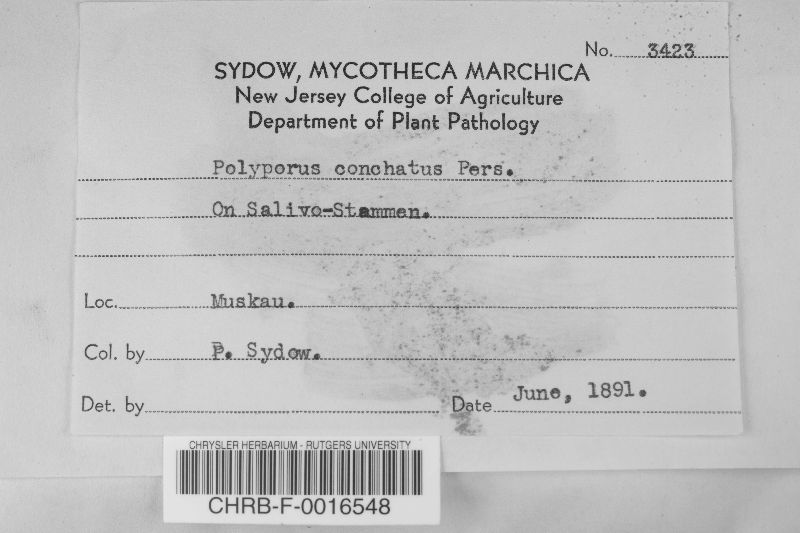 No. 3423
SYDOW, MYCOTHECA MARCHICA
New Jersey College of Agriculture
Department of Plant Pathology
Polyporus conchatus Pers.
On Salivo-Stammen.
Loc. Muskau.
Col. by P. Sydow.
Det. by Date June, 1891.
CHRYSLER HERBARIUM - RUTGERS UNIVERSITY
CHRB-F-0016548